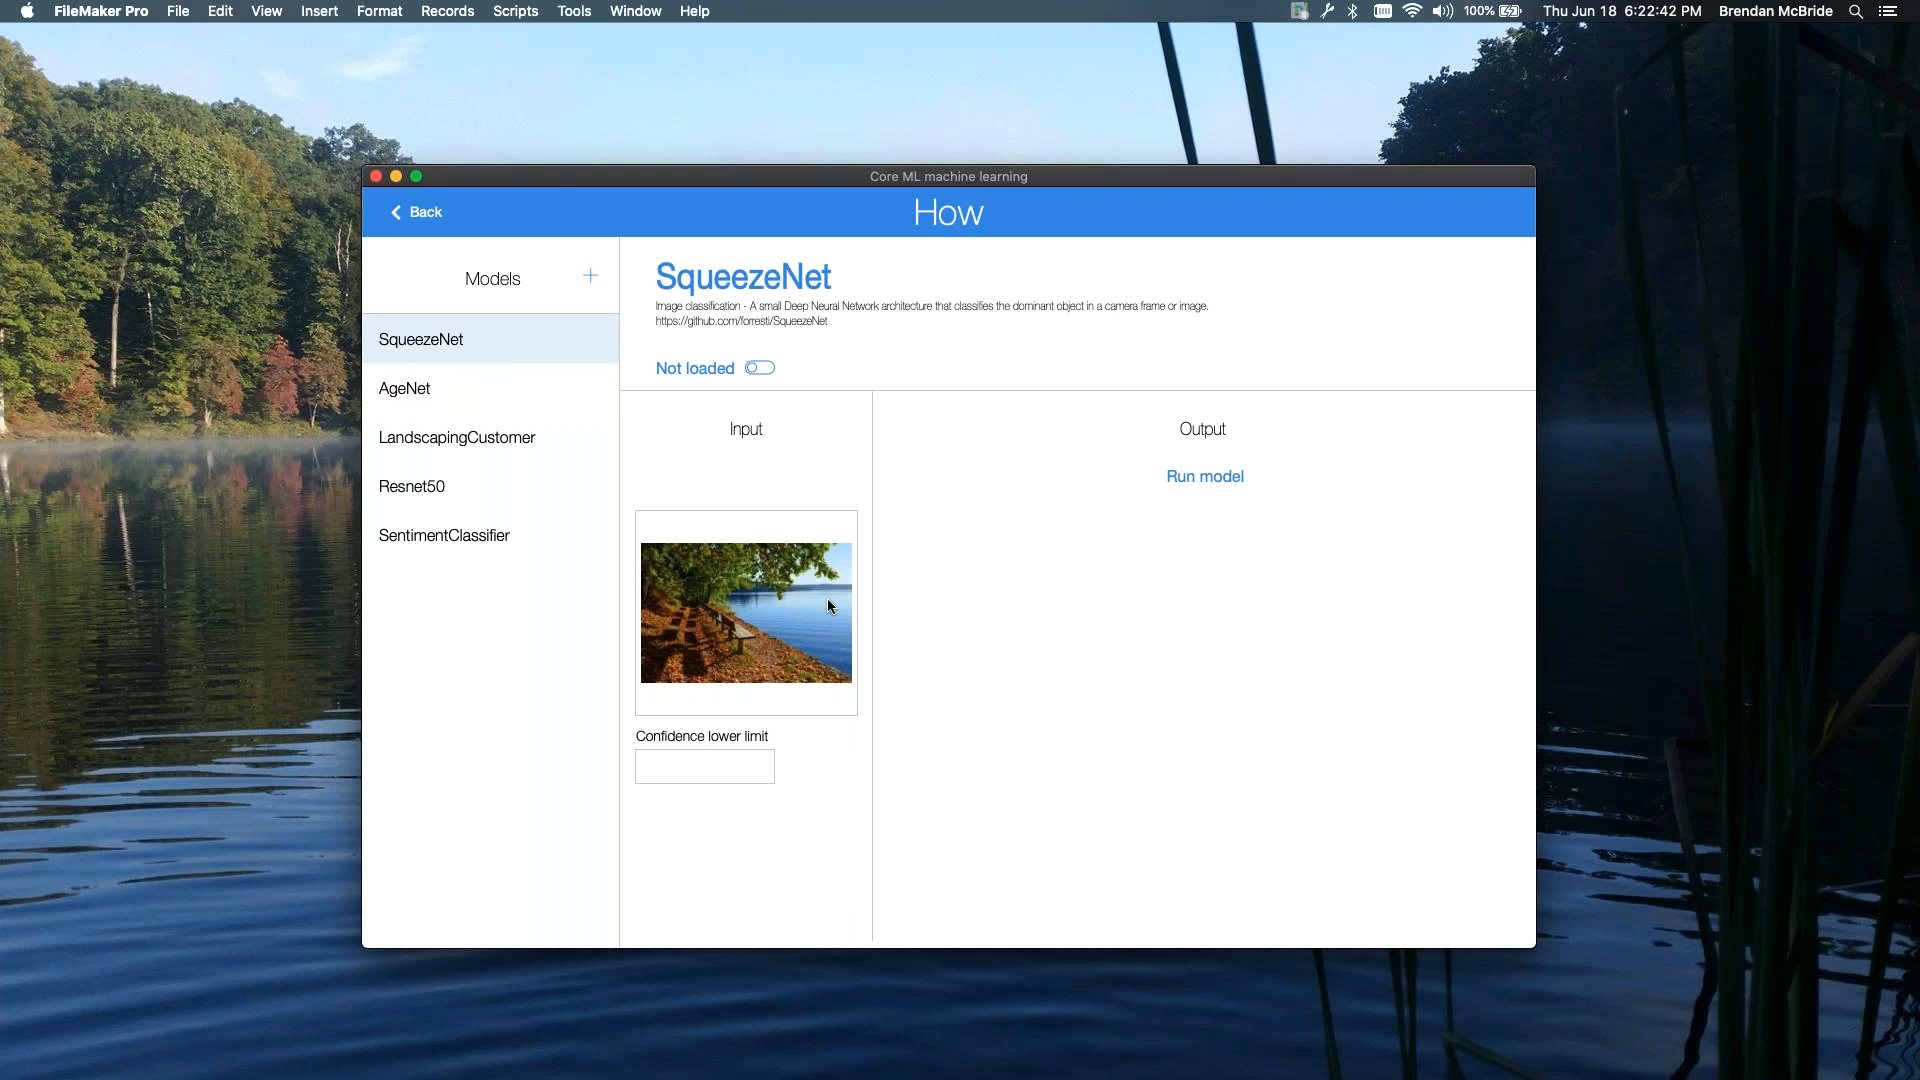 FileMaker Pro File Edit View Insert Format Records Scripts Tools Window Help 100% Thu Jun 18 6:22:42 PM Brendan McBride
Core ML machine learning
Back How
Models
SqueezeNet
AgeNet
LandscapingCustomer
Resnet50
SentimentClassifier
SqueezeNet
Image classification - A small Deep Neural Network architecture that classifies the dominant object in a camera frame or image.
https://github.com/forresti/SqueezeNet
Not loaded
Input
Confidence lower limit
Output
Run model